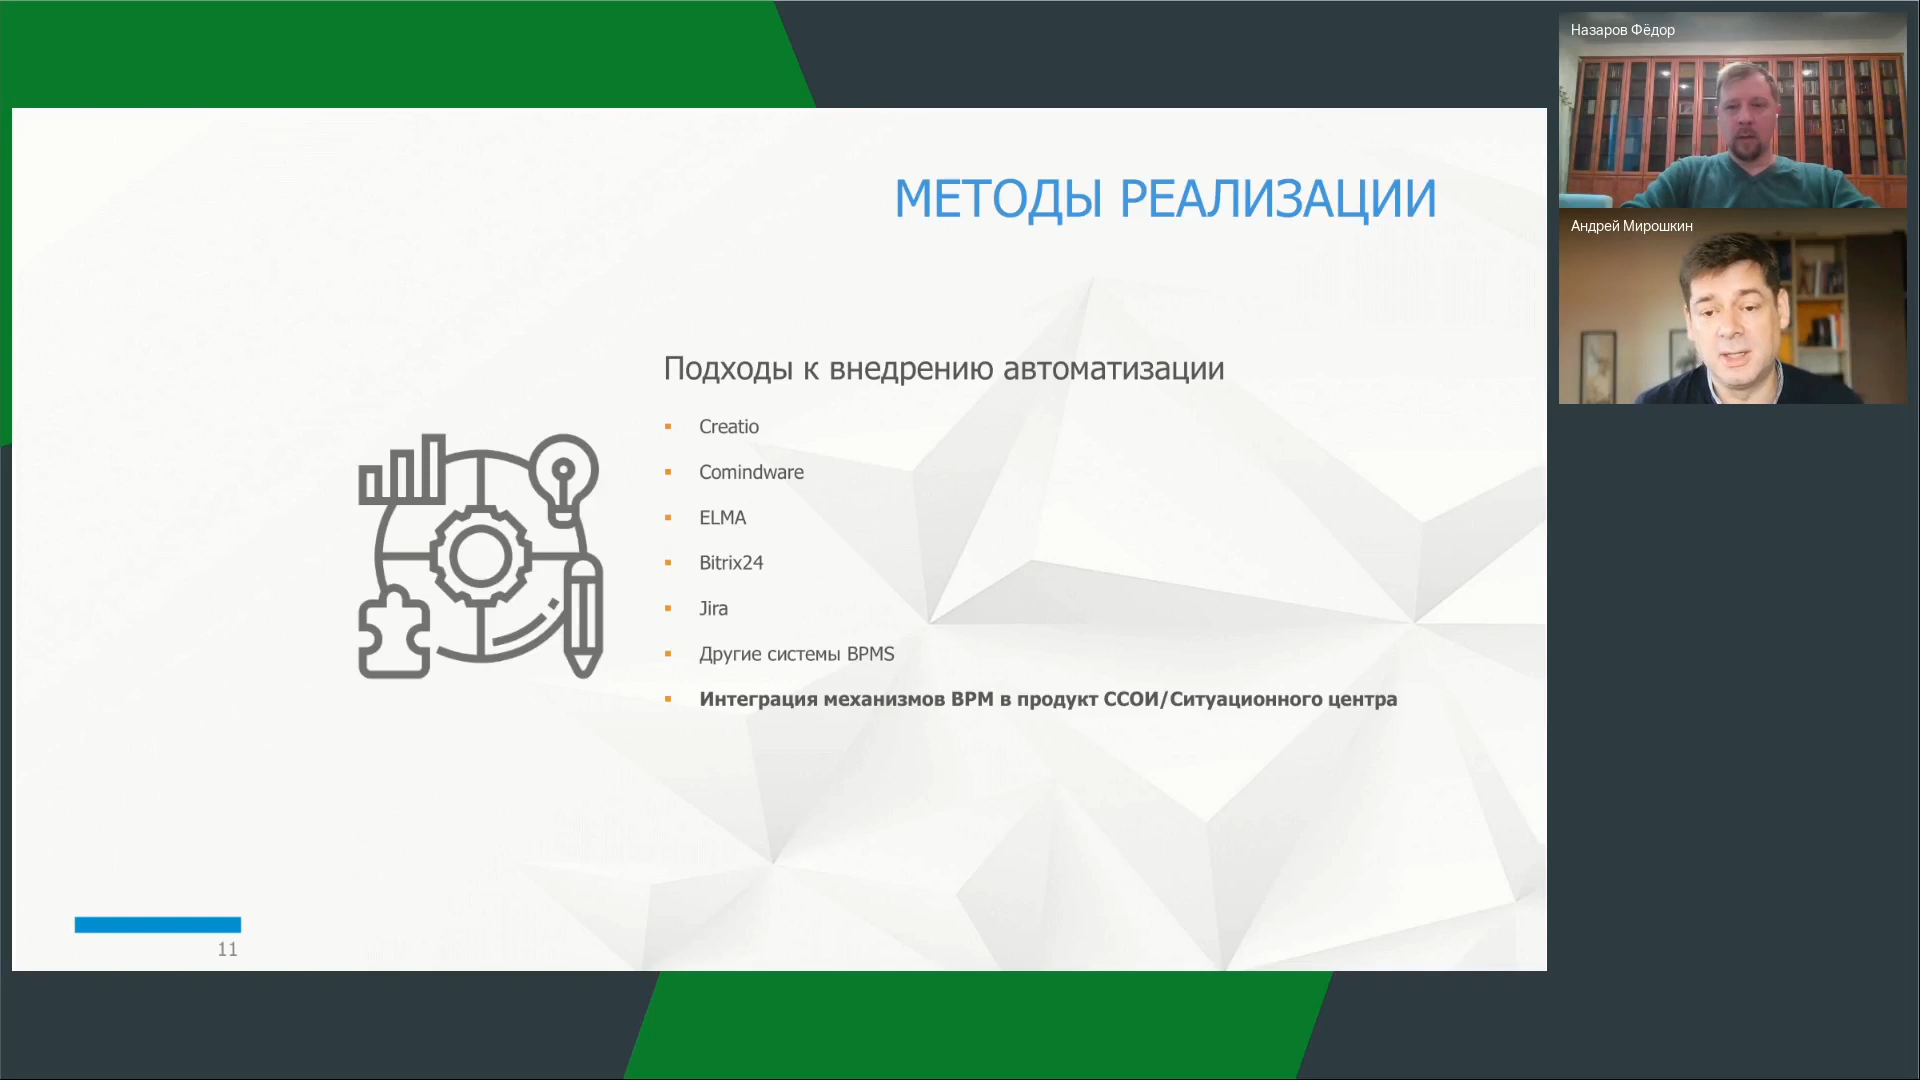 МЕТОДЫ РЕАЛИЗАЦИИ
Подходы к внедрению автоматизации
Creatio
Comindware
ELMA
Bitrix24
Jira
Другие системы BPMS
Интеграция механизмов BPM в продукт ССОИ/Ситуационного центра
11
Назаров Фёдор
Андрей Мирошкин